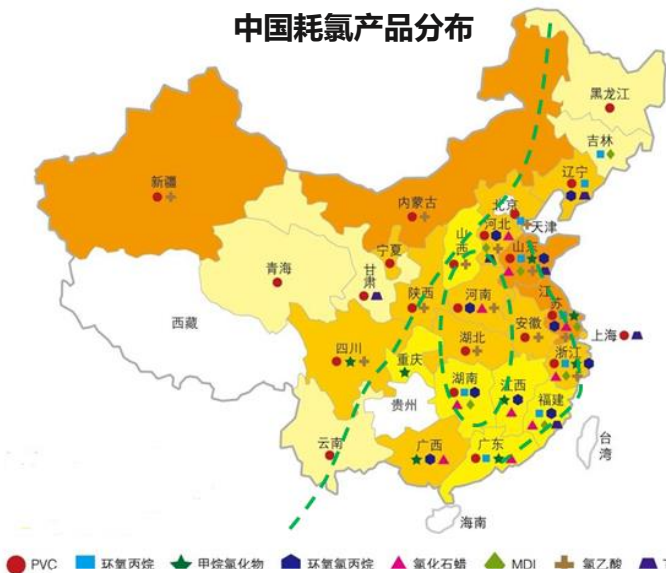 中国耗氯产品分布
黑龙江
吉林
辽宁
新疆
内蒙古
北京
天津
河北
山西
山东
宁夏
青海
甘肃
陕西
河南
江苏
西藏
安徽
上海
四川
湖北
重庆
浙江
湖南
江西
贵州
福建
云南
广西
广东
台湾
海南
PVC 环氧丙烷 甲烷氯化物 环氧氯丙烷 氯化石蜡 MDI 氯乙酸